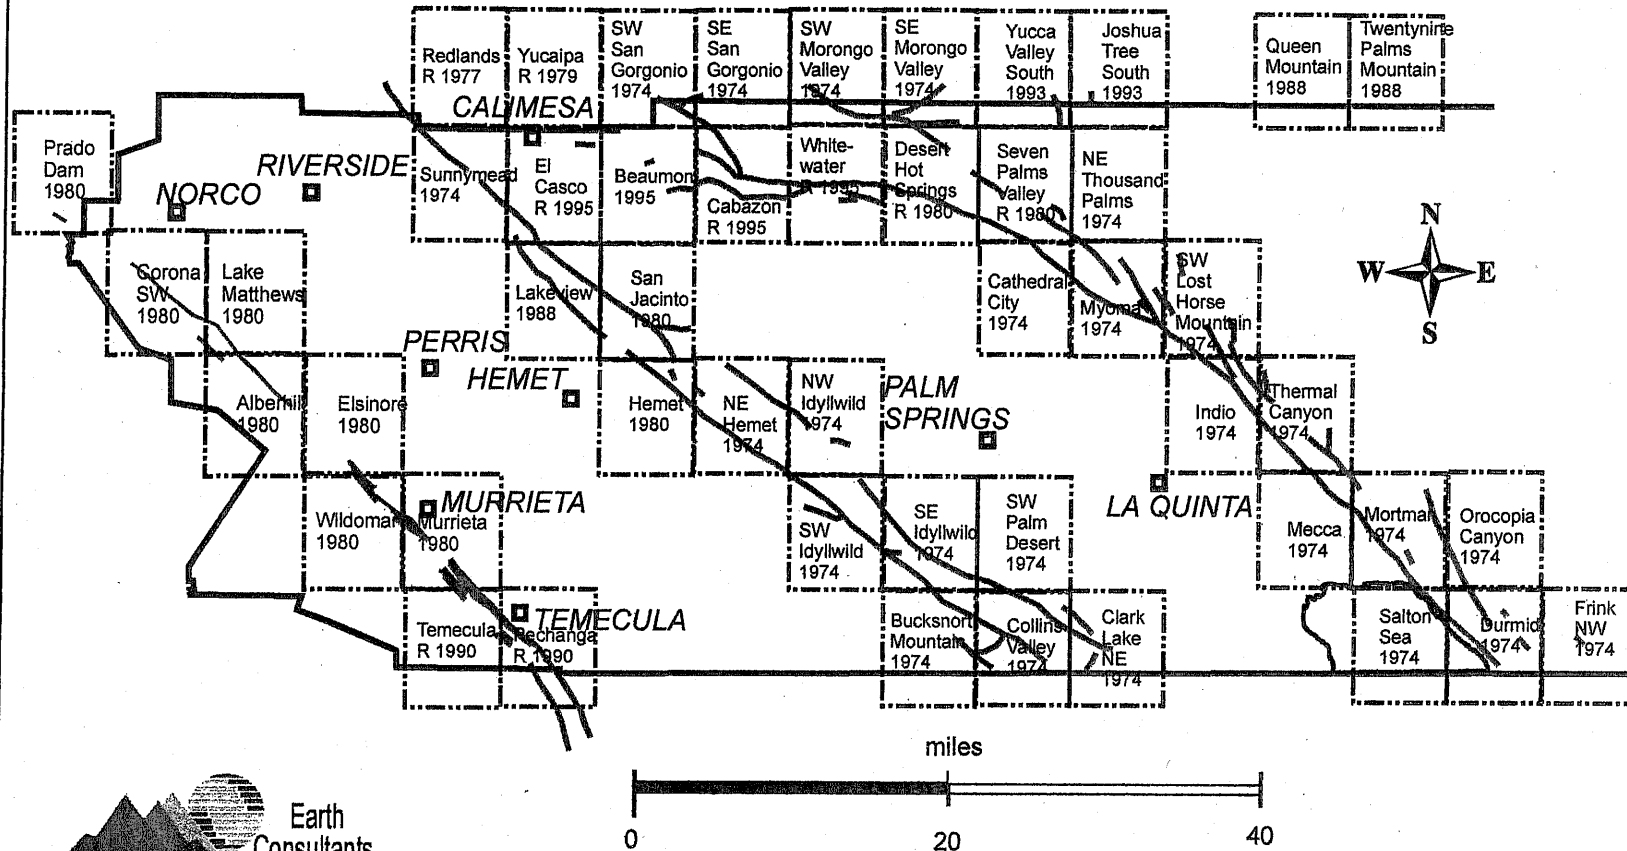 Redlands
R 1977
Yucaipa
R 1979
SW
San
Gorgonio
1974
SE
San
Gorgonio
1974
SW
Morongo
Valley
1974
SE
Morongo
Valley
1974
Yucca
Valley
South
1993
Joshua
Tree
South
1993
Queen
Mountain
1988
Twentynine
Palms
Mountain
1988
CALIMESA
Prado
Dam
1980
NORCO
RIVERSIDE
Sunnymead
1974
El
Casco
R 1995
Beaumont
1995
Cabazon
R 1995
White-
water
R 1995
Desert
Hot
Springs
R 1980
Seven
Palms
Valley
R 1980
NE
Thousand
Palms
1974
N
W
E
S
Corona
SW
1980
Lake
Matthews
1980
Lakeview
1988
San
Jacinto
1980
Cathedral
City
1974
Myoma
1974
SW
Lost
Horse
Mountain
1974
PERRIS
HEMET
Alberhill
1980
Elsinore
1980
Hemet
1980
NE
Hemet
1974
NW
Idyllwild
1974
PALM
SPRINGS
Indio
1974
Thermal
Canyon
1974
MURRIETA
LA QUINTA
Wildomar
1980
Murrieta
1980
SW
Idyllwild
1974
SE
Idyllwild
1974
SW
Palm
Desert
1974
Mecca
1974
Mortmar
1974
Orocopia
Canyon
1974
TEMECULA
Temecula
R 1990
Pechanga
R 1990
Bucksnort
Mountain
1974
Collins
Valley
1974
Clark
Lake
NE
1974
Salton
Sea
1974
Durmid
1974
Frink
NW
1974
miles
0
20
40
Earth
Consultants